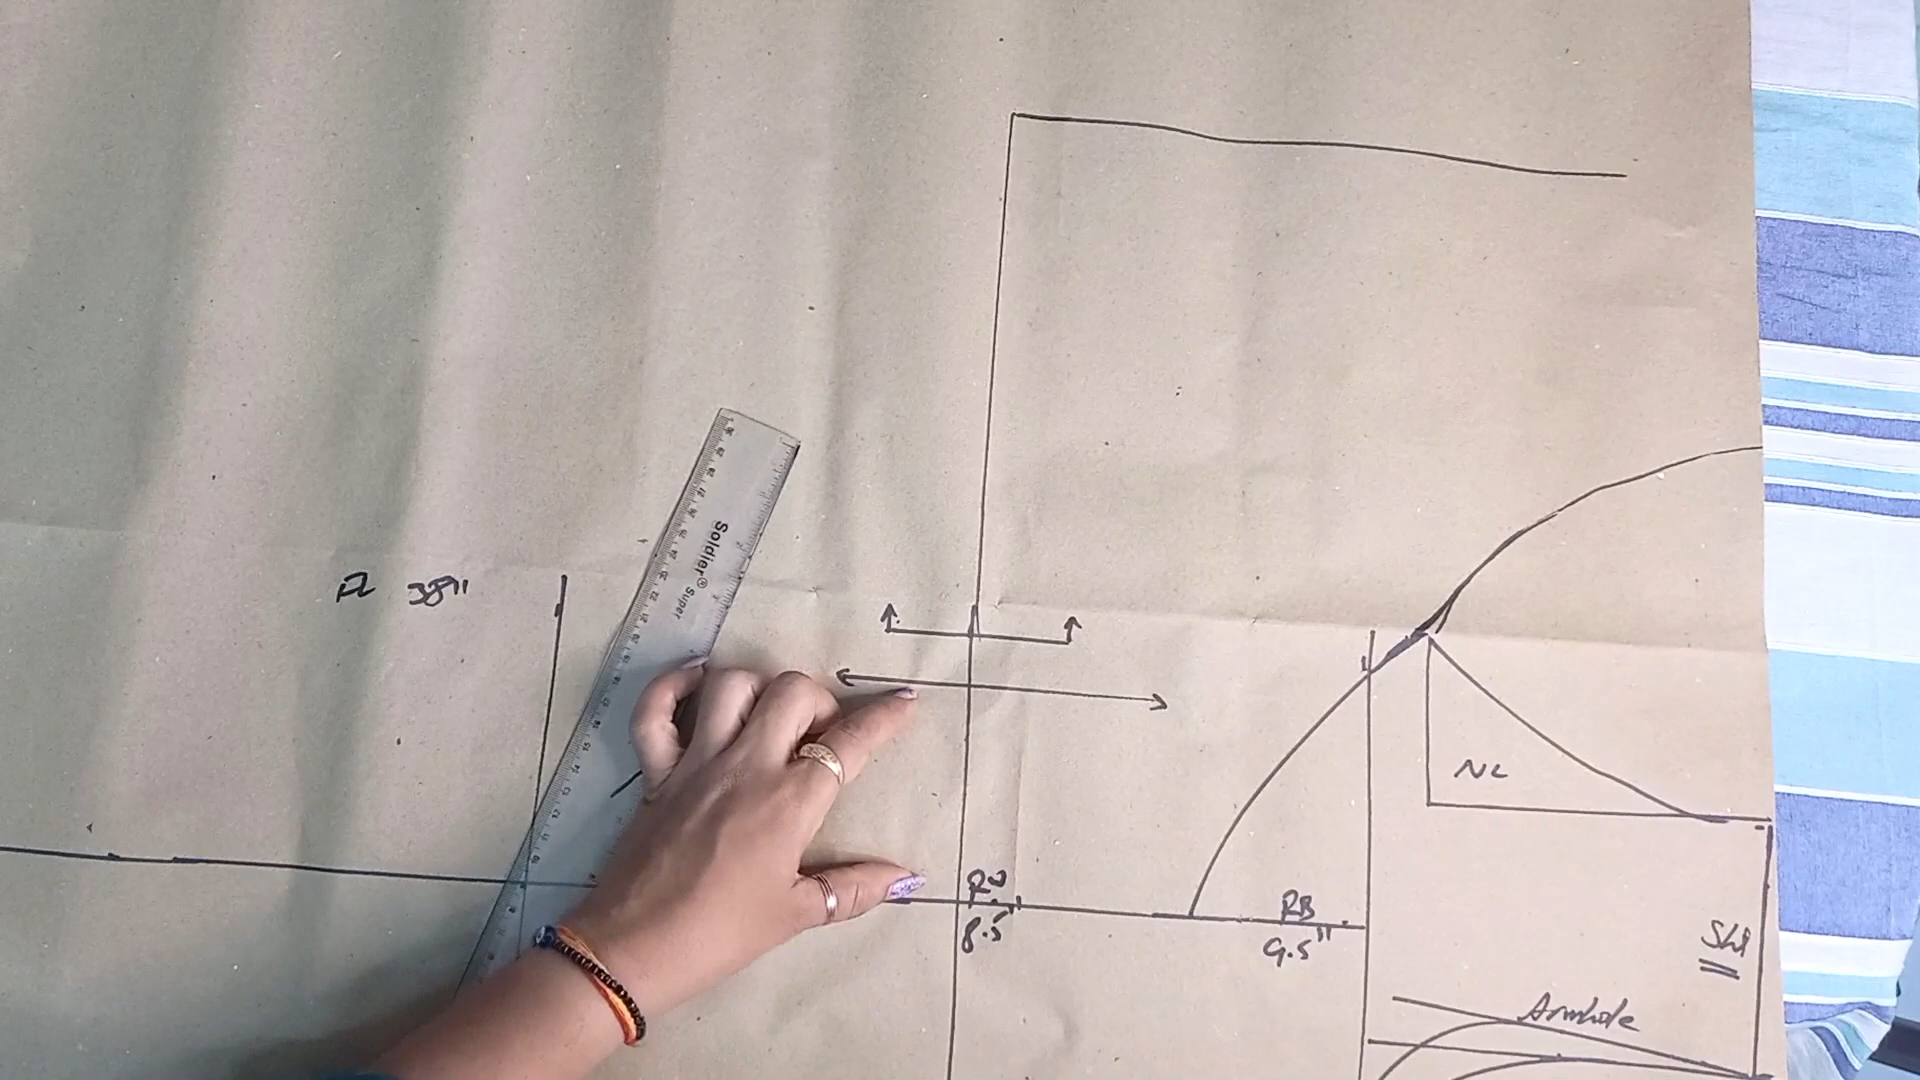 FL 38"
Soldier® Super
NL
RW
8.5"
RB
9.5"
Shl
Armhole